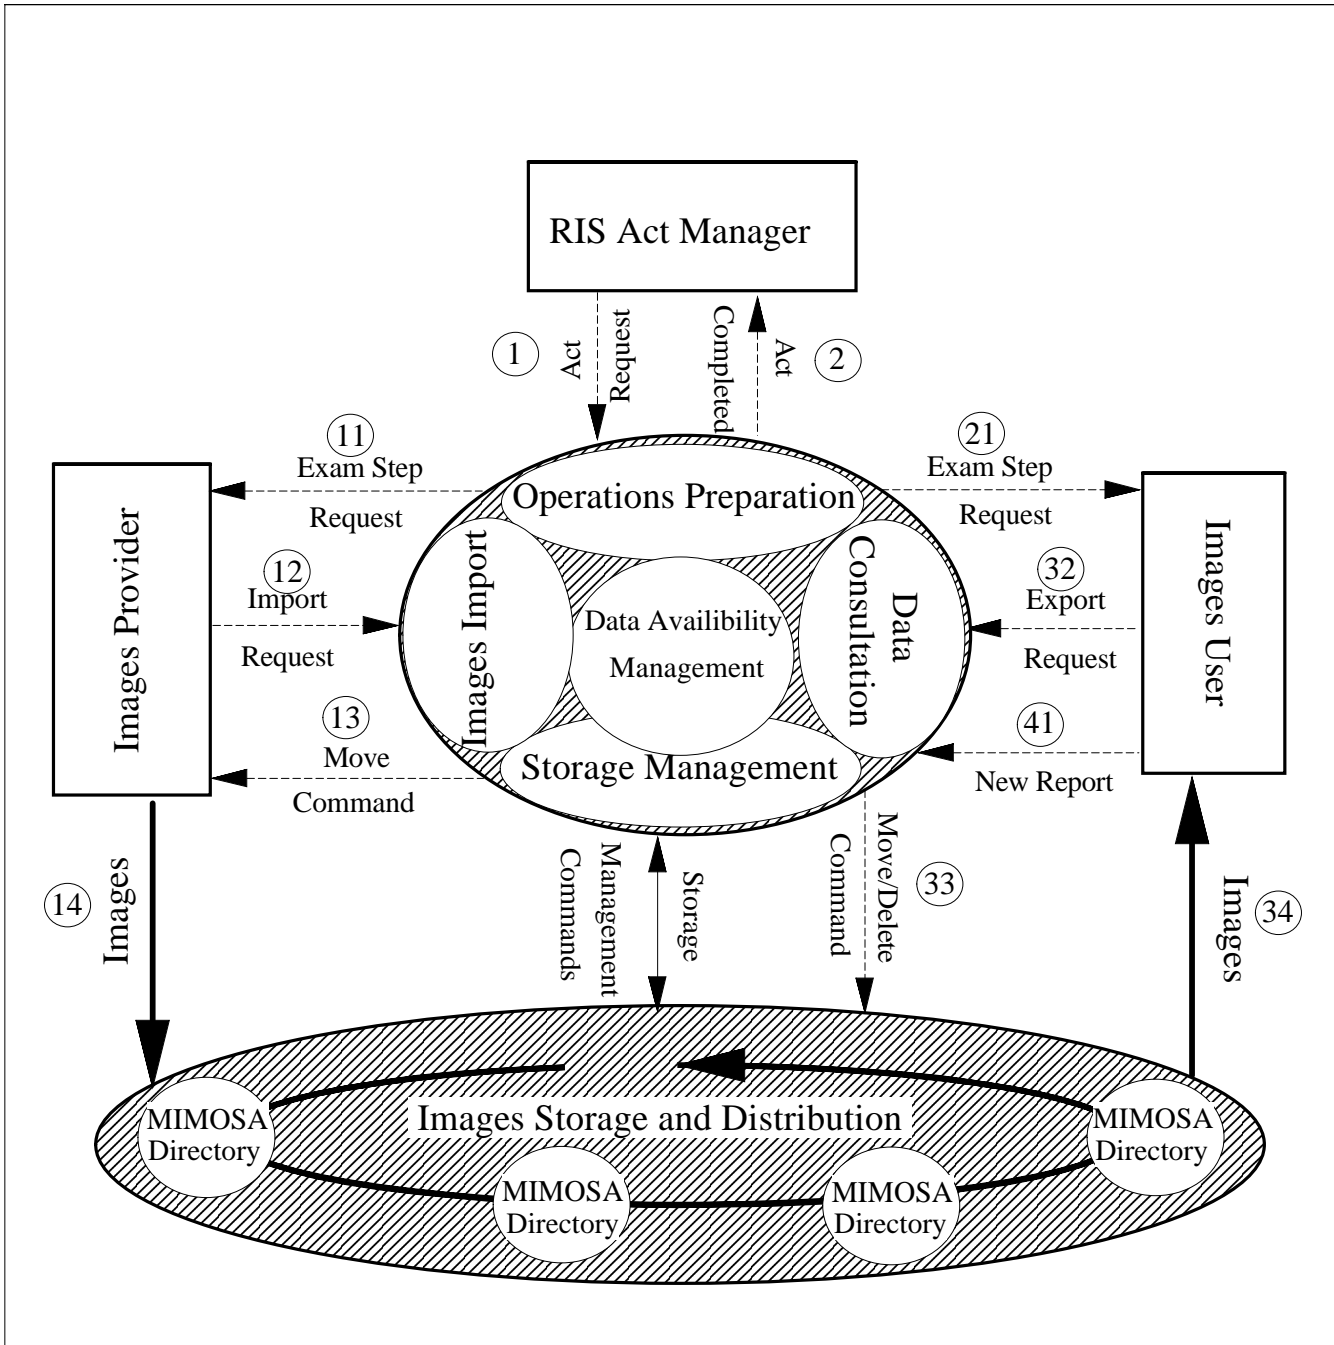 RIS Act Manager
1
Act
Request
Completed
Act
2
11
Exam Step
Request
21
Exam Step
Request
Operations Preparation
Images Provider
12
Import
Request
Images Import
Data Availibility
Management
Data
Consultation
32
Export
Request
Images User
13
Move
Command
Storage Management
41
New Report
14
Images
Storage
Management
Commands
Move/Delete
Command
33
Images
34
MIMOSA
Directory
Images Storage and Distribution
MIMOSA
Directory
MIMOSA
Directory
MIMOSA
Directory